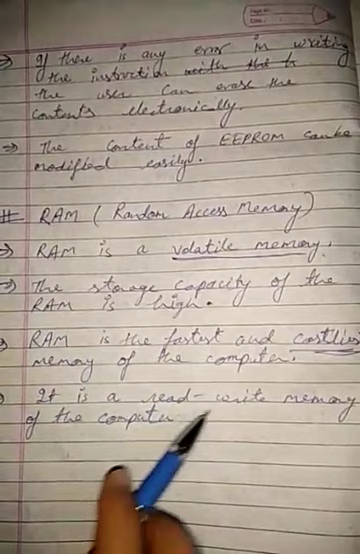 ⇒ If there is any error in writing
the instruction with the
the user can erase the
contents electronically.
⇒ The content of EEPROM can be
modified easily.
# RAM (Random Access Memory)
⇒ RAM is a volatile memory.
⇒ The storage capacity of the
RAM is high.
RAM is the fastest and costlies
memory of the computer.
It is a read-write memory
of the compute